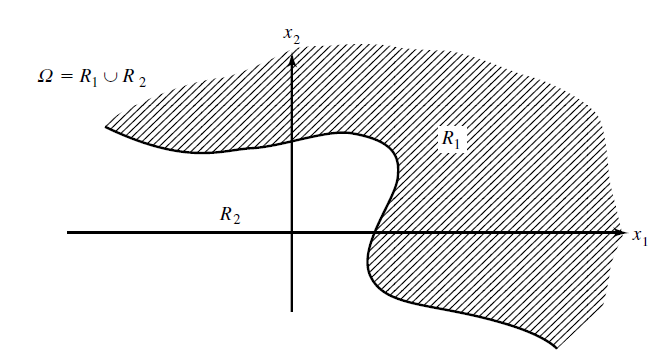 x₂
Ω = R₁ ∪ R₂
R₁
R₂
x₁